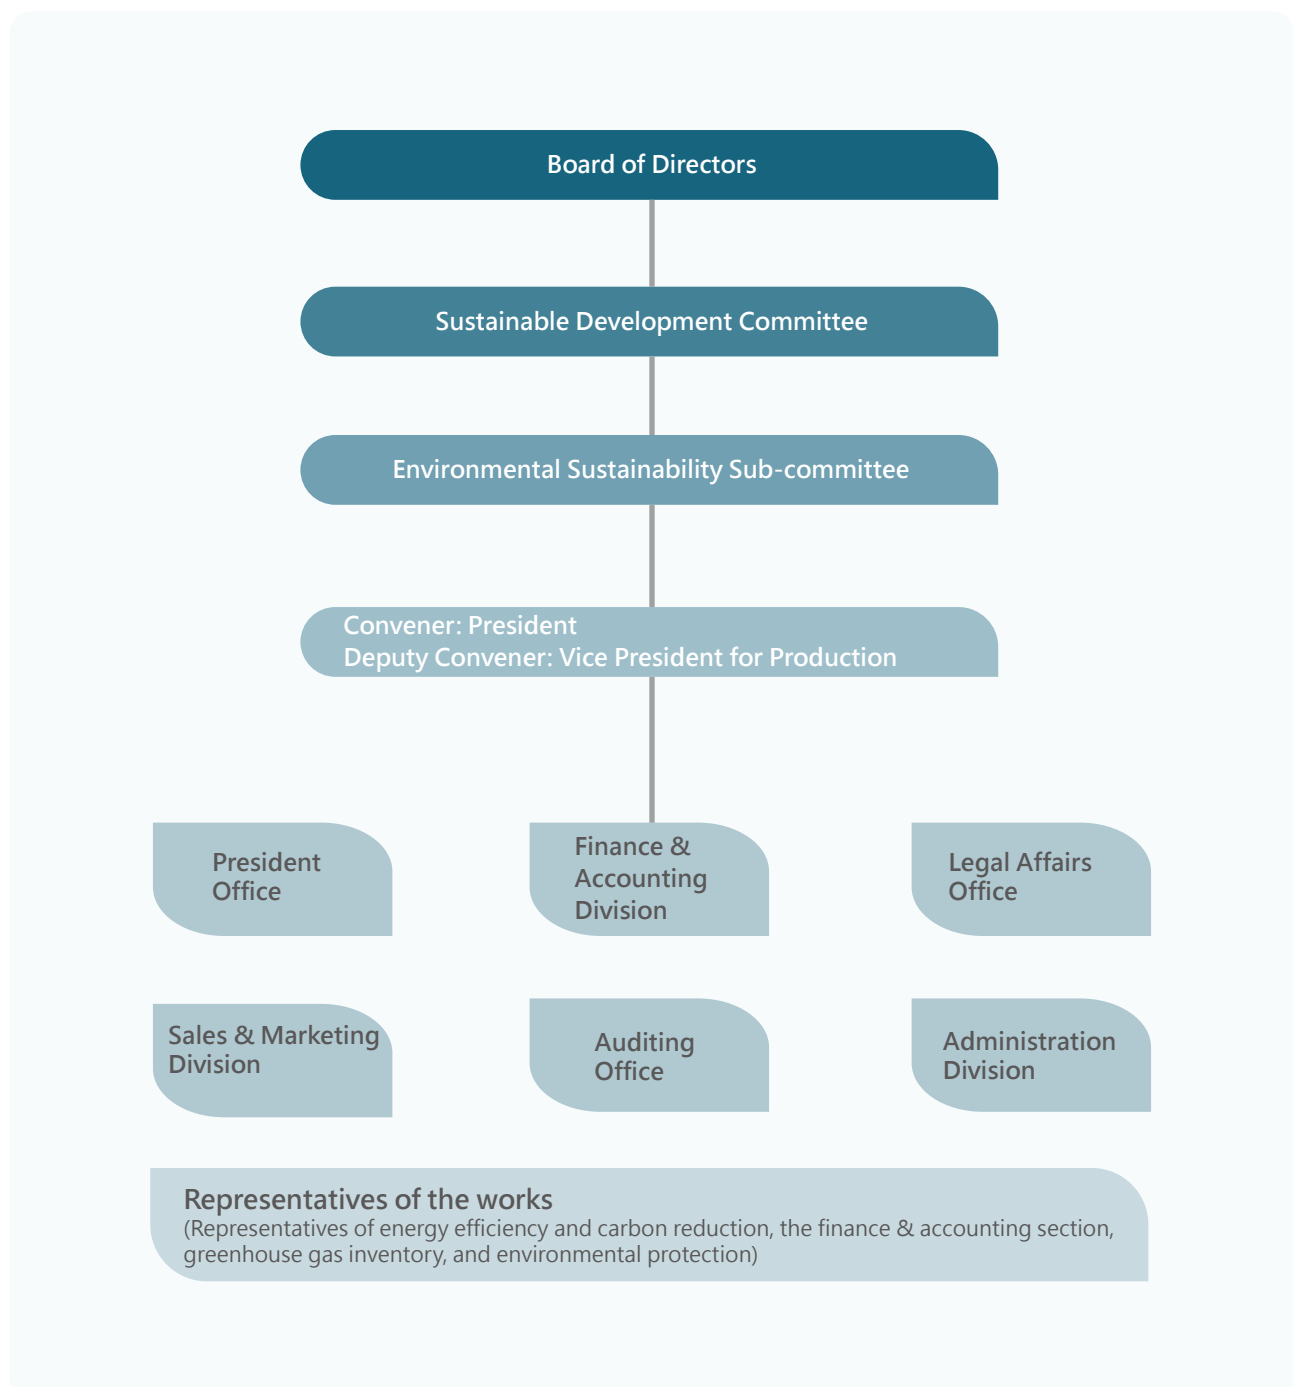 Board of Directors
Sustainable Development Committee
Environmental Sustainability Sub-committee
Convener: President
Deputy Convener: Vice President for Production
President
Office
Finance &
Accounting
Division
Legal Affairs
Office
Sales & Marketing
Division
Auditing
Office
Administration
Division
Representatives of the works
(Representatives of energy efficiency and carbon reduction, the finance & accounting section,
greenhouse gas inventory, and environmental protection)